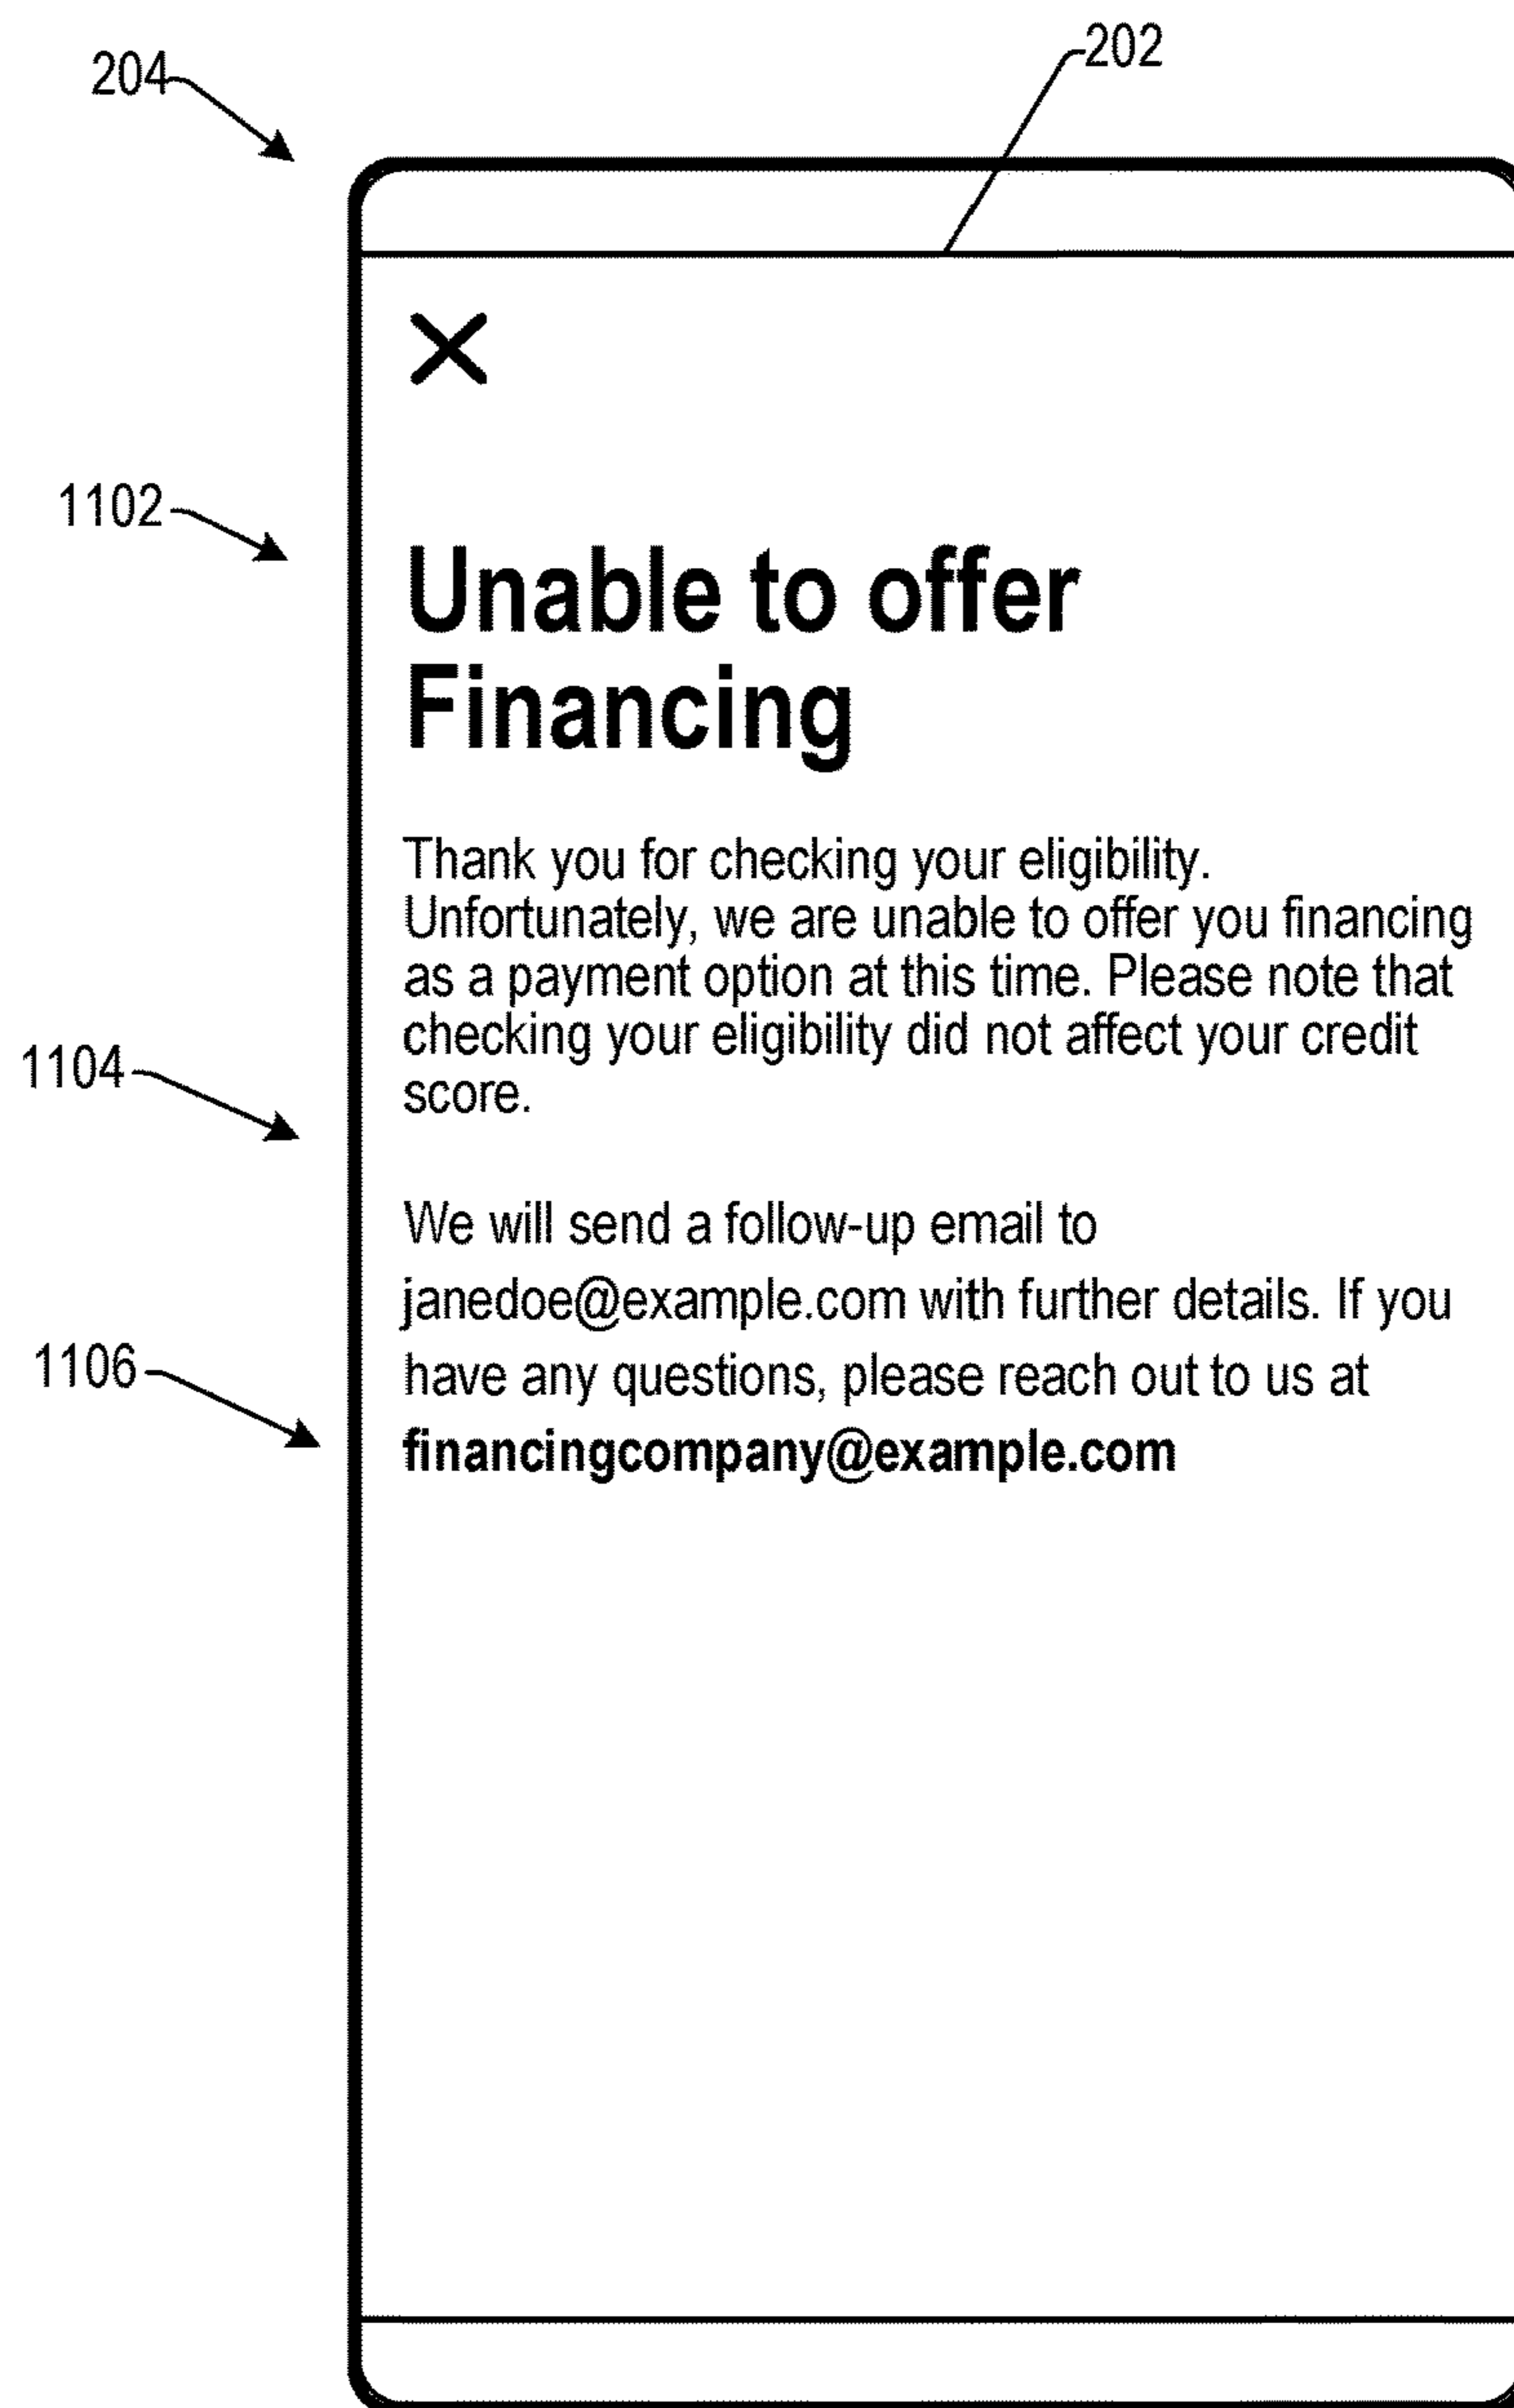 204
202
1102
Unable to offer
Financing
Thank you for checking your eligibility.
Unfortunately, we are unable to offer you financing
as a payment option at this time. Please note that
checking your eligibility did not affect your credit
score.
1104
We will send a follow-up email to
janedoe@example.com with further details. If you
have any questions, please reach out to us at
1106
financingcompany@example.com